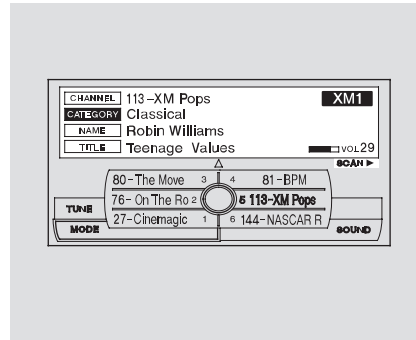 CHANNEL 113-XM Pops XM1
CATEGORY Classical
NAME Robin Williams
TITLE Teenage Values VOL29
SCAN ▶
80-The Move 3 4 81-BPM
TUNE 76-On The Ro 2 5 113-XM Pops
27-Cinemagic 1 6 144-NASCAR R
MODE SOUND